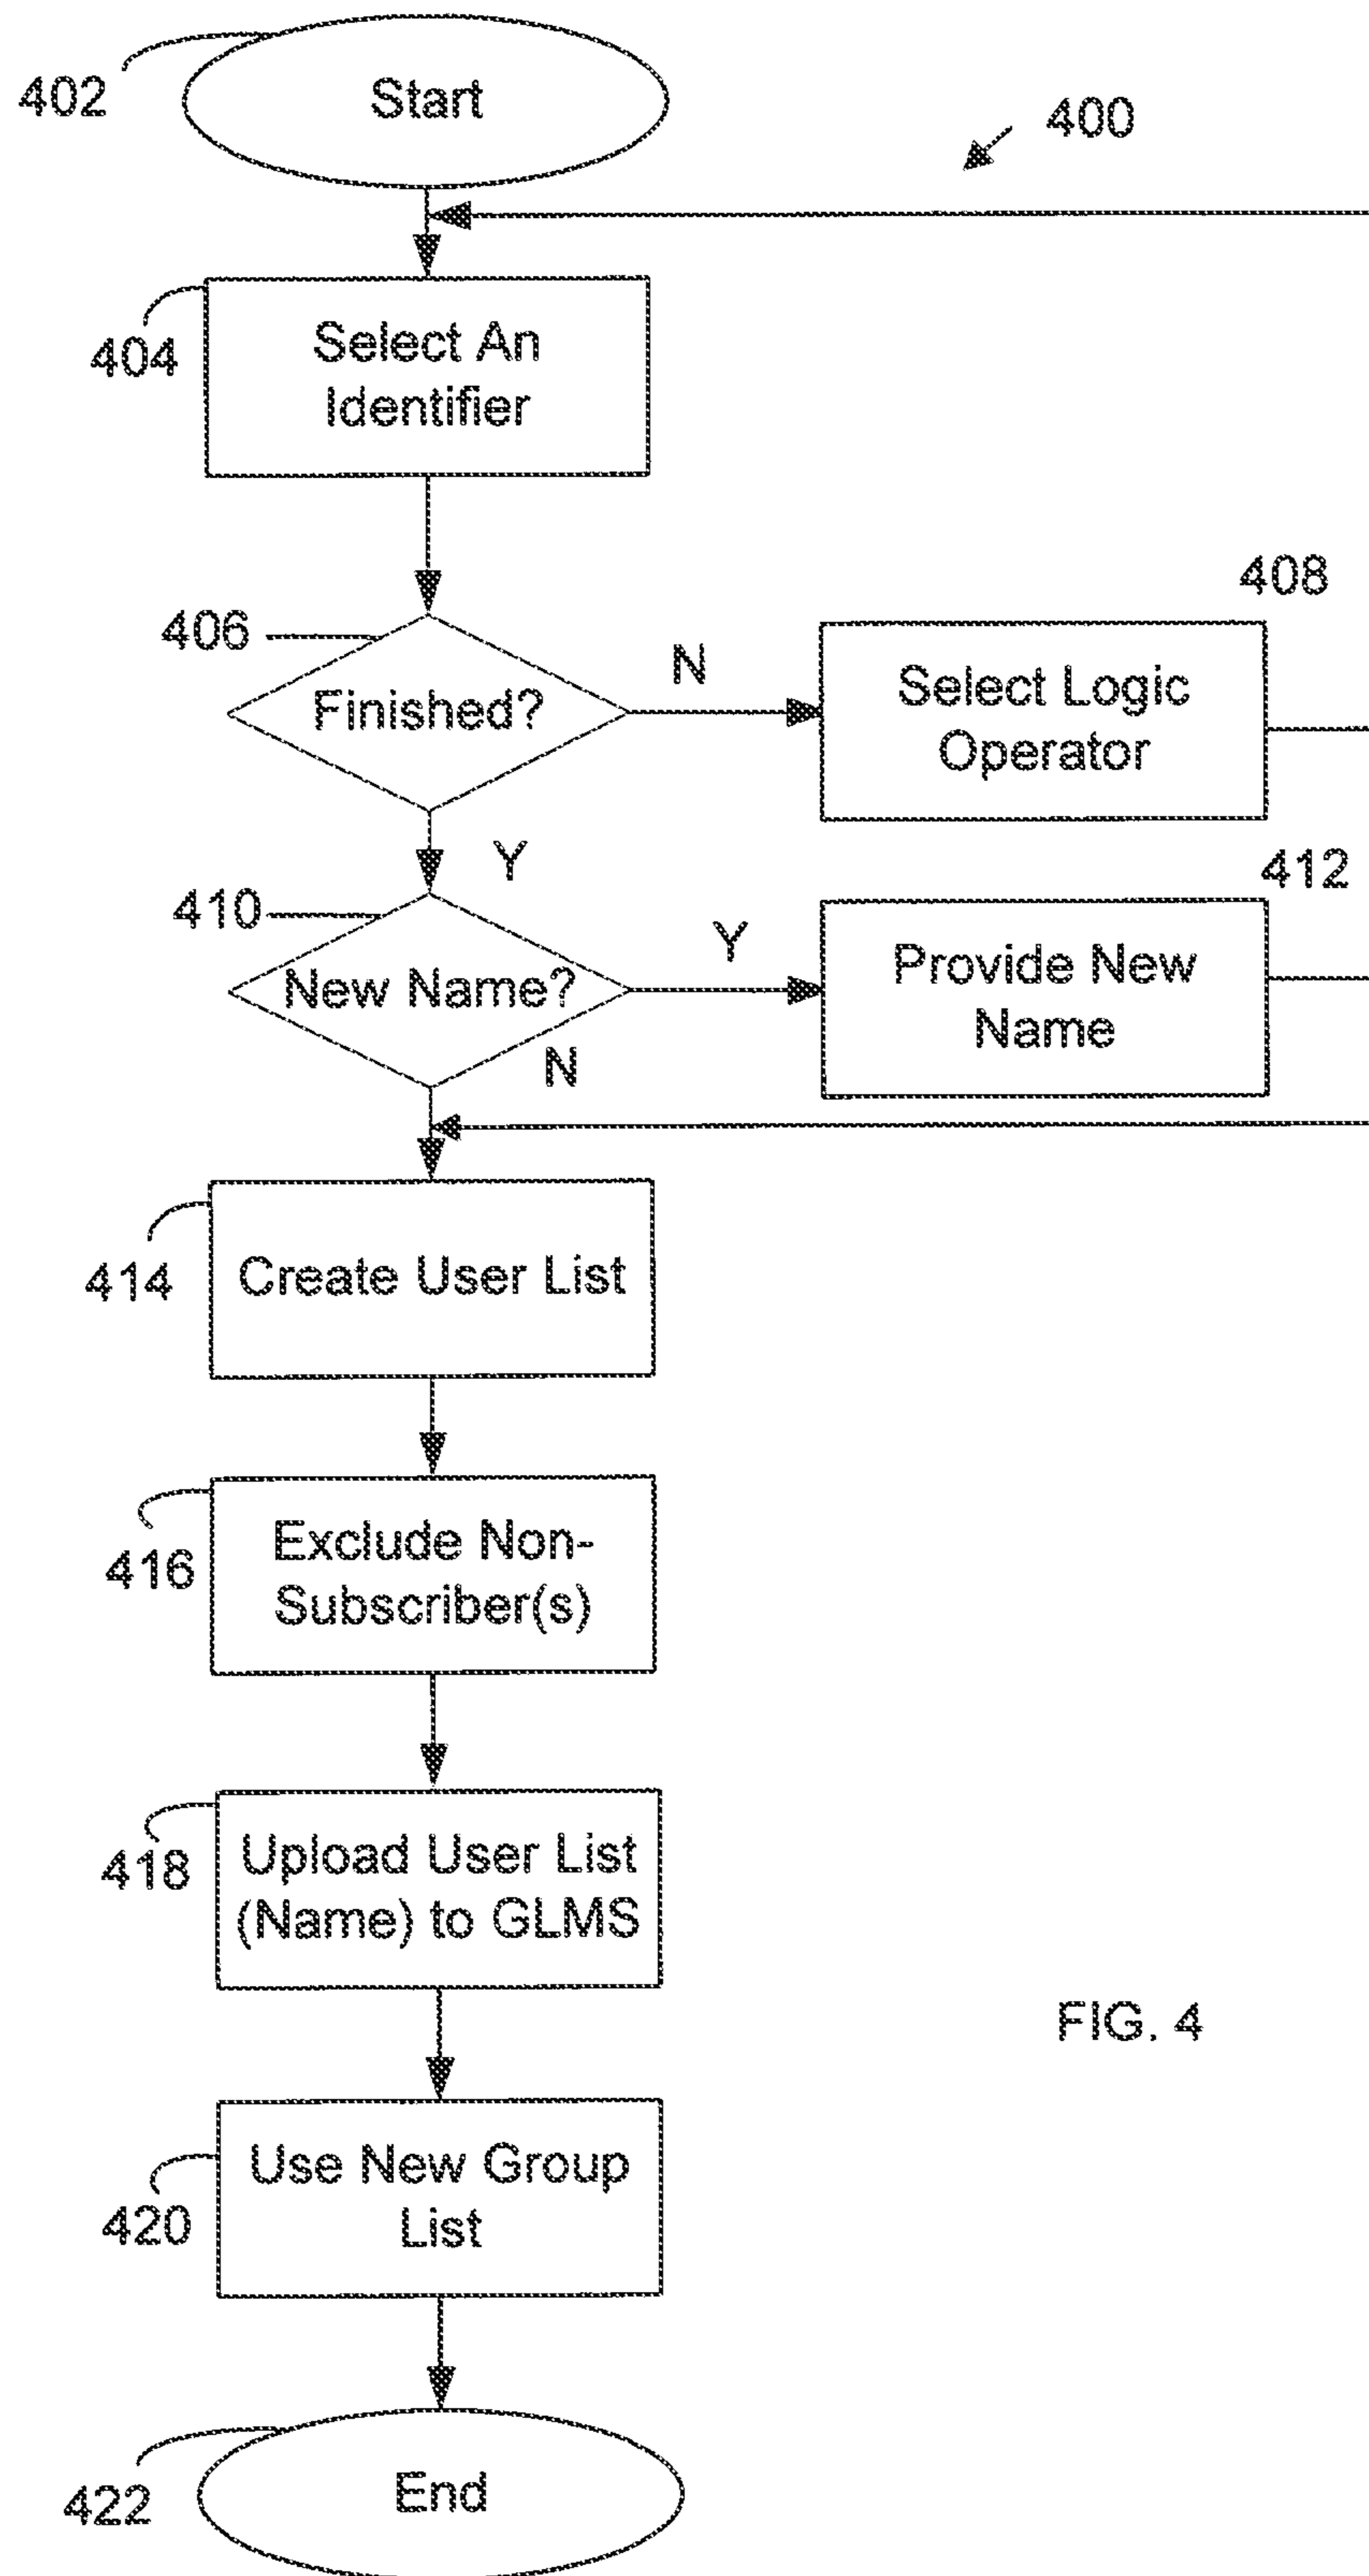 402
Start
400
404
Select An
Identifier
408
406
Finished?
N
Select Logic
Operator
Y
412
410
New Name?
Y
Provide New
Name
N
414
Create User List
416
Exclude Non-
Subscriber(s)
418
Upload User List
(Name) to GLMS
FIG. 4
420
Use New Group
List
422
End